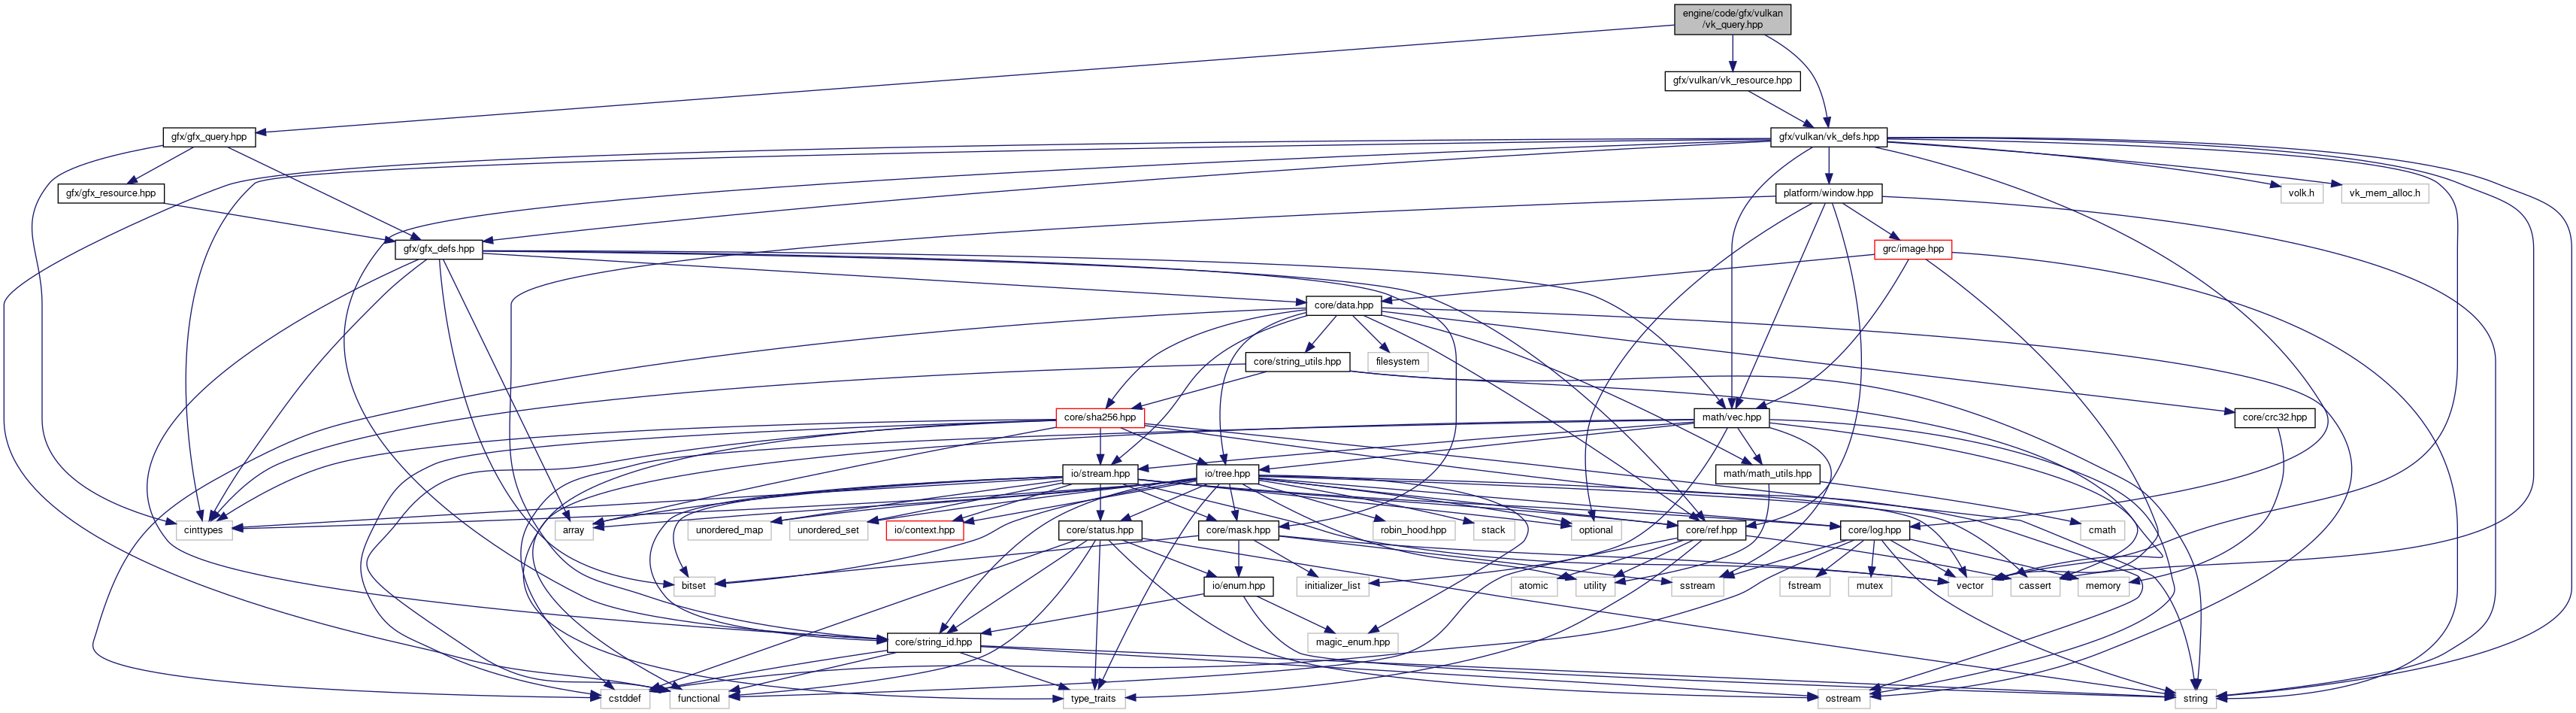 engine/code/gfx/vulkan
/vk_query.hpp
gfx/vulkan/vk_resource.hpp
gfx/gfx_query.hpp
gfx/vulkan/vk_defs.hpp
gfx/gfx_resource.hpp
platform/window.hpp
volk.h
vk_mem_alloc.h
gfx/gfx_defs.hpp
grc/image.hpp
core/data.hpp
core/string_utils.hpp
filesystem
core/sha256.hpp
math/vec.hpp
core/crc32.hpp
io/stream.hpp
io/tree.hpp
math/math_utils.hpp
cinttypes
array
unordered_map
unordered_set
io/context.hpp
core/status.hpp
core/mask.hpp
robin_hood.hpp
stack
optional
core/ref.hpp
core/log.hpp
cmath
bitset
io/enum.hpp
initializer_list
atomic
utility
sstream
fstream
mutex
vector
cassert
memory
core/string_id.hpp
magic_enum.hpp
cstddef
functional
type_traits
ostream
string